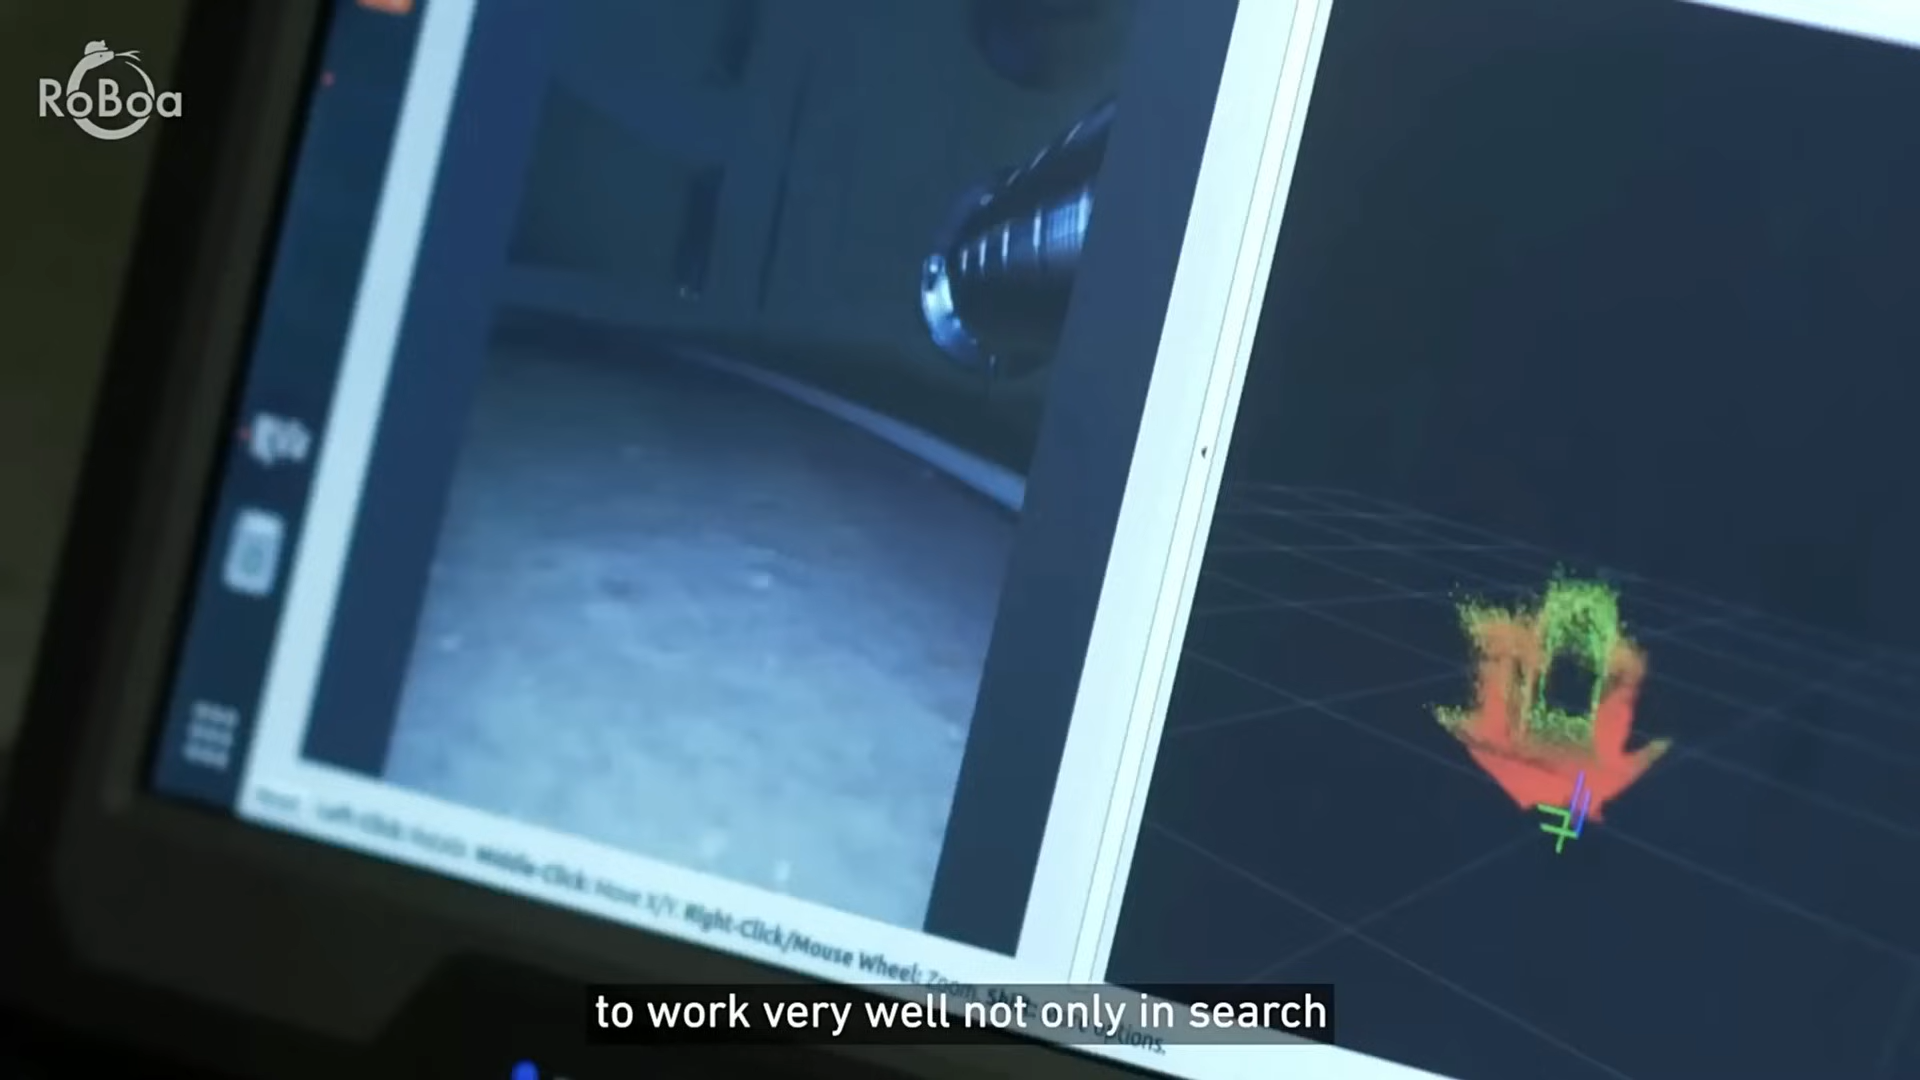 RoBoa
Left-Click: Rotate. Middle-Click: Move X/Y. Right-Click/Mouse Wheel: Zoom. options.
to work very well not only in search